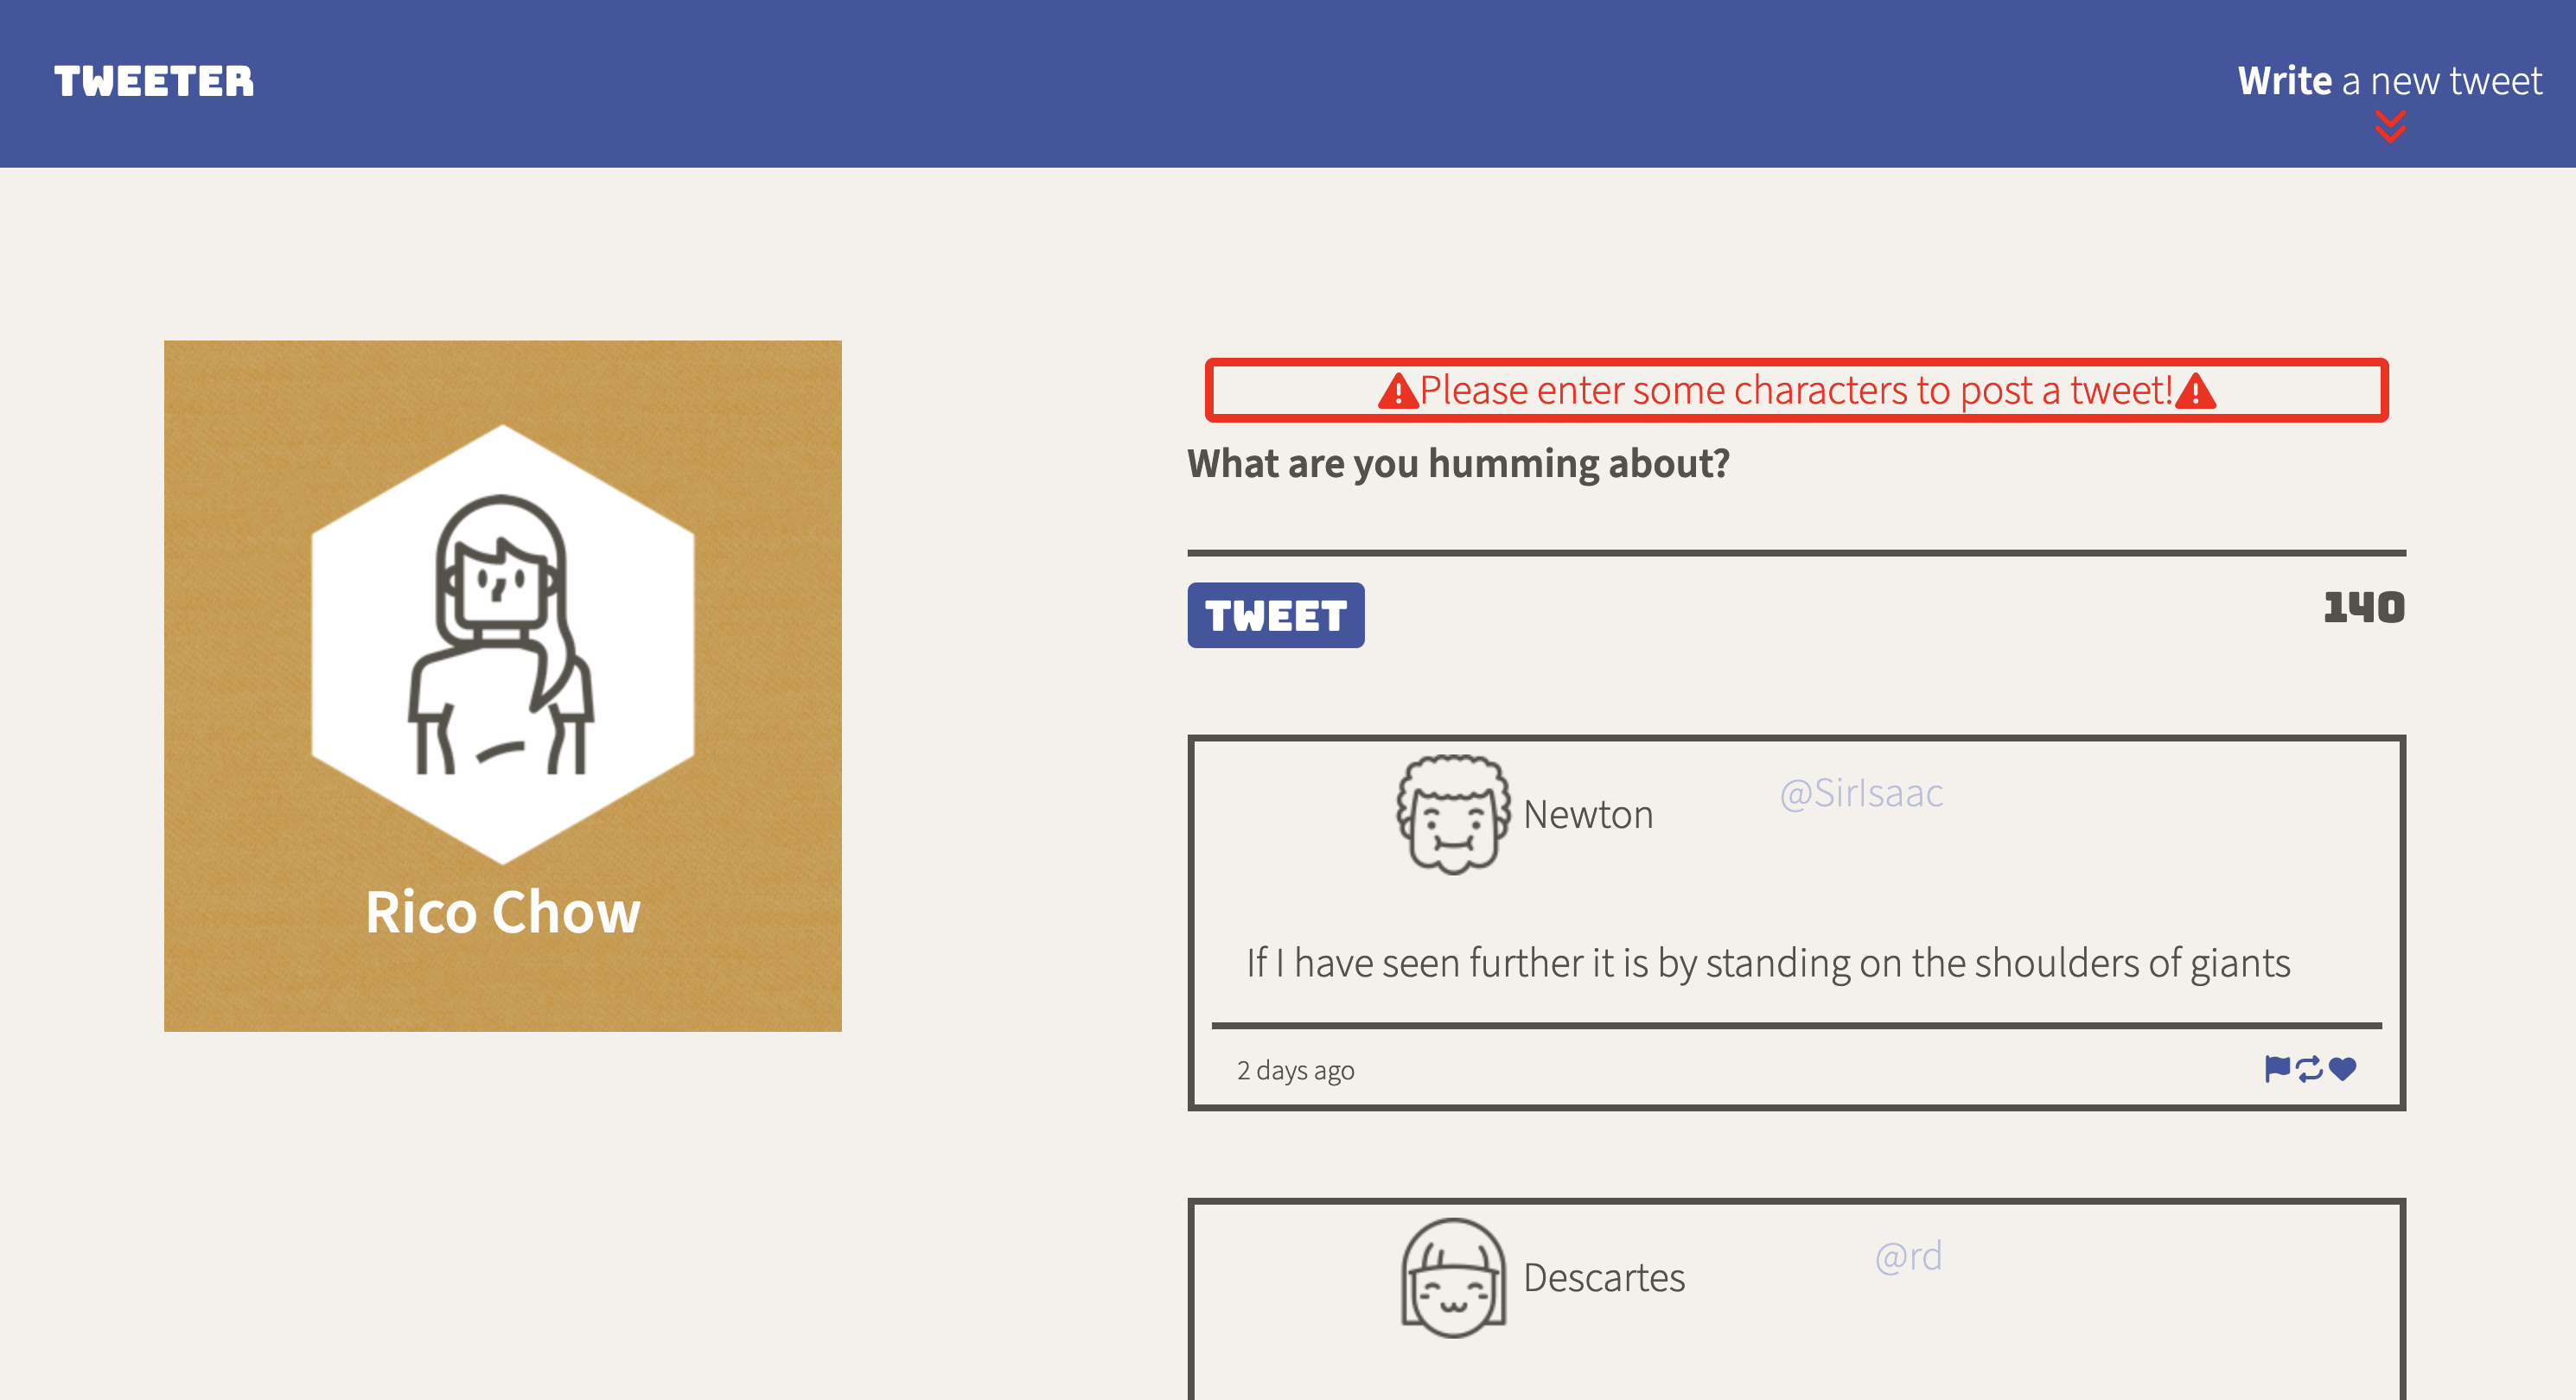 TWEETER
Write a new tweet
Rico Chow
Please enter some characters to post a tweet!
What are you humming about?
TWEET
140
Newton
@SirIsaac
If I have seen further it is by standing on the shoulders of giants
2 days ago
Descartes
@rd